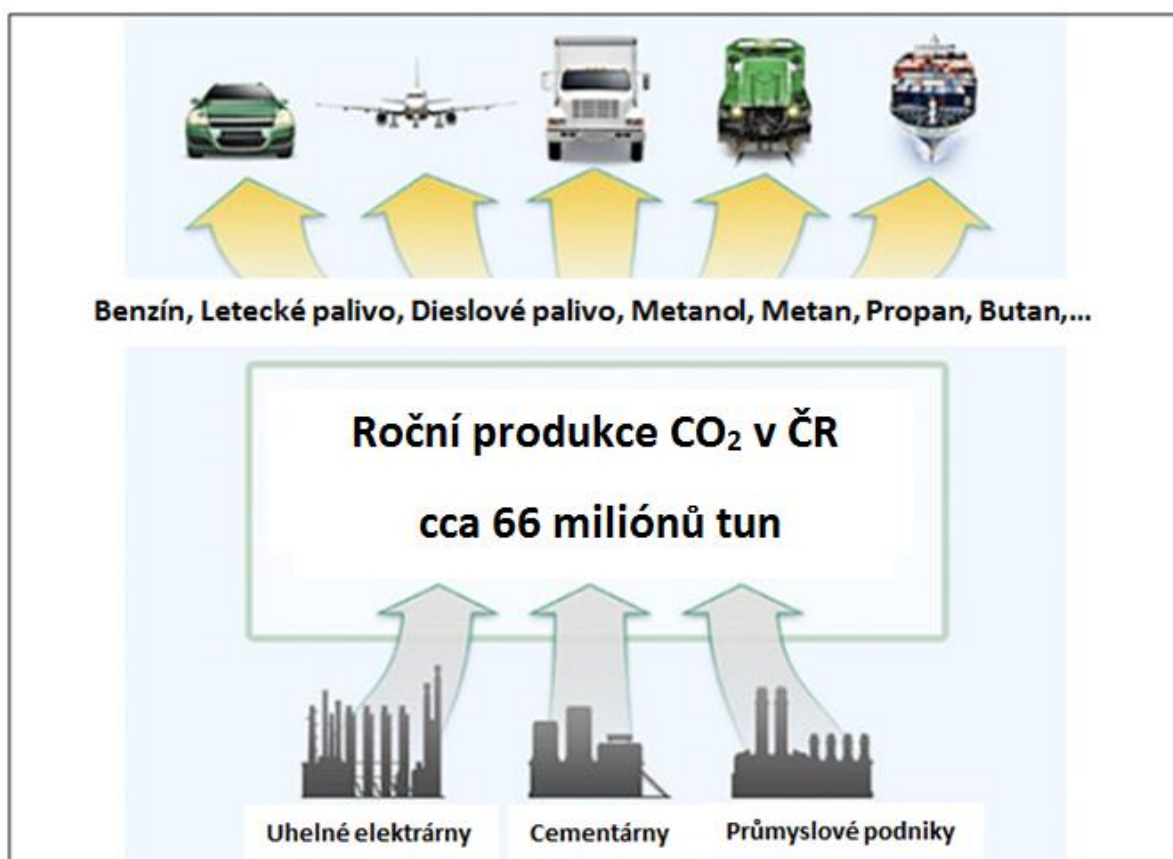 Benzín, Letecké palivo, Dieslové palivo, Metanol, Metan, Propan, Butan,...
Roční produkce CO₂ v ČR
cca 66 miliónů tun
Uhelné elektrárny
Cementárny
Průmyslové podniky